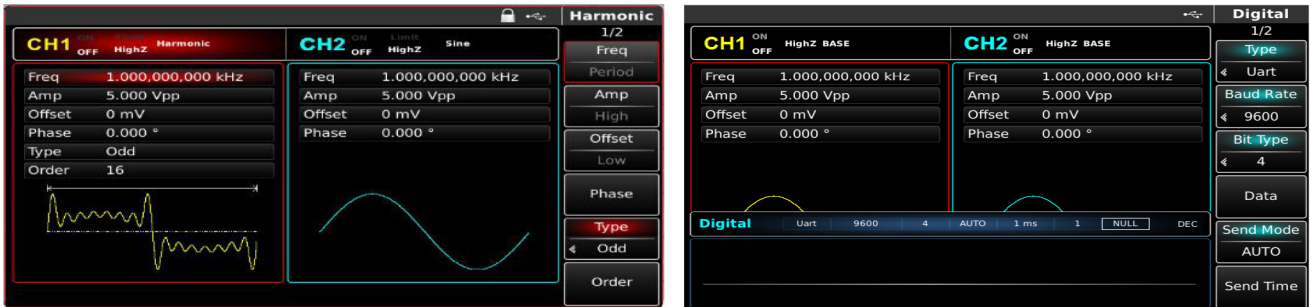 Harmonic
1/2
CH1 ON OFF HighZ Harmonic
CH2 ON OFF Limit HighZ Sine
Freq 1.000,000,000 kHz
Amp 5.000 Vpp
Offset 0 mV
Phase 0.000 °
Type Odd
Order 16
Freq 1.000,000,000 kHz
Amp 5.000 Vpp
Offset 0 mV
Phase 0.000 °
Freq
Period
Amp
High
Offset
Low
Phase
Type
Odd
Order
Digital
1/2
CH1 ON OFF HighZ BASE
CH2 ON OFF HighZ BASE
Freq 1.000,000,000 kHz
Amp 5.000 Vpp
Offset 0 mV
Phase 0.000 °
Freq 1.000,000,000 kHz
Amp 5.000 Vpp
Offset 0 mV
Phase 0.000 °
Digital Uart 9600 4 AUTO 1 ms 1 NULL DEC
Type
Uart
Baud Rate
9600
Bit Type
4
Data
Send Mode
AUTO
Send Time